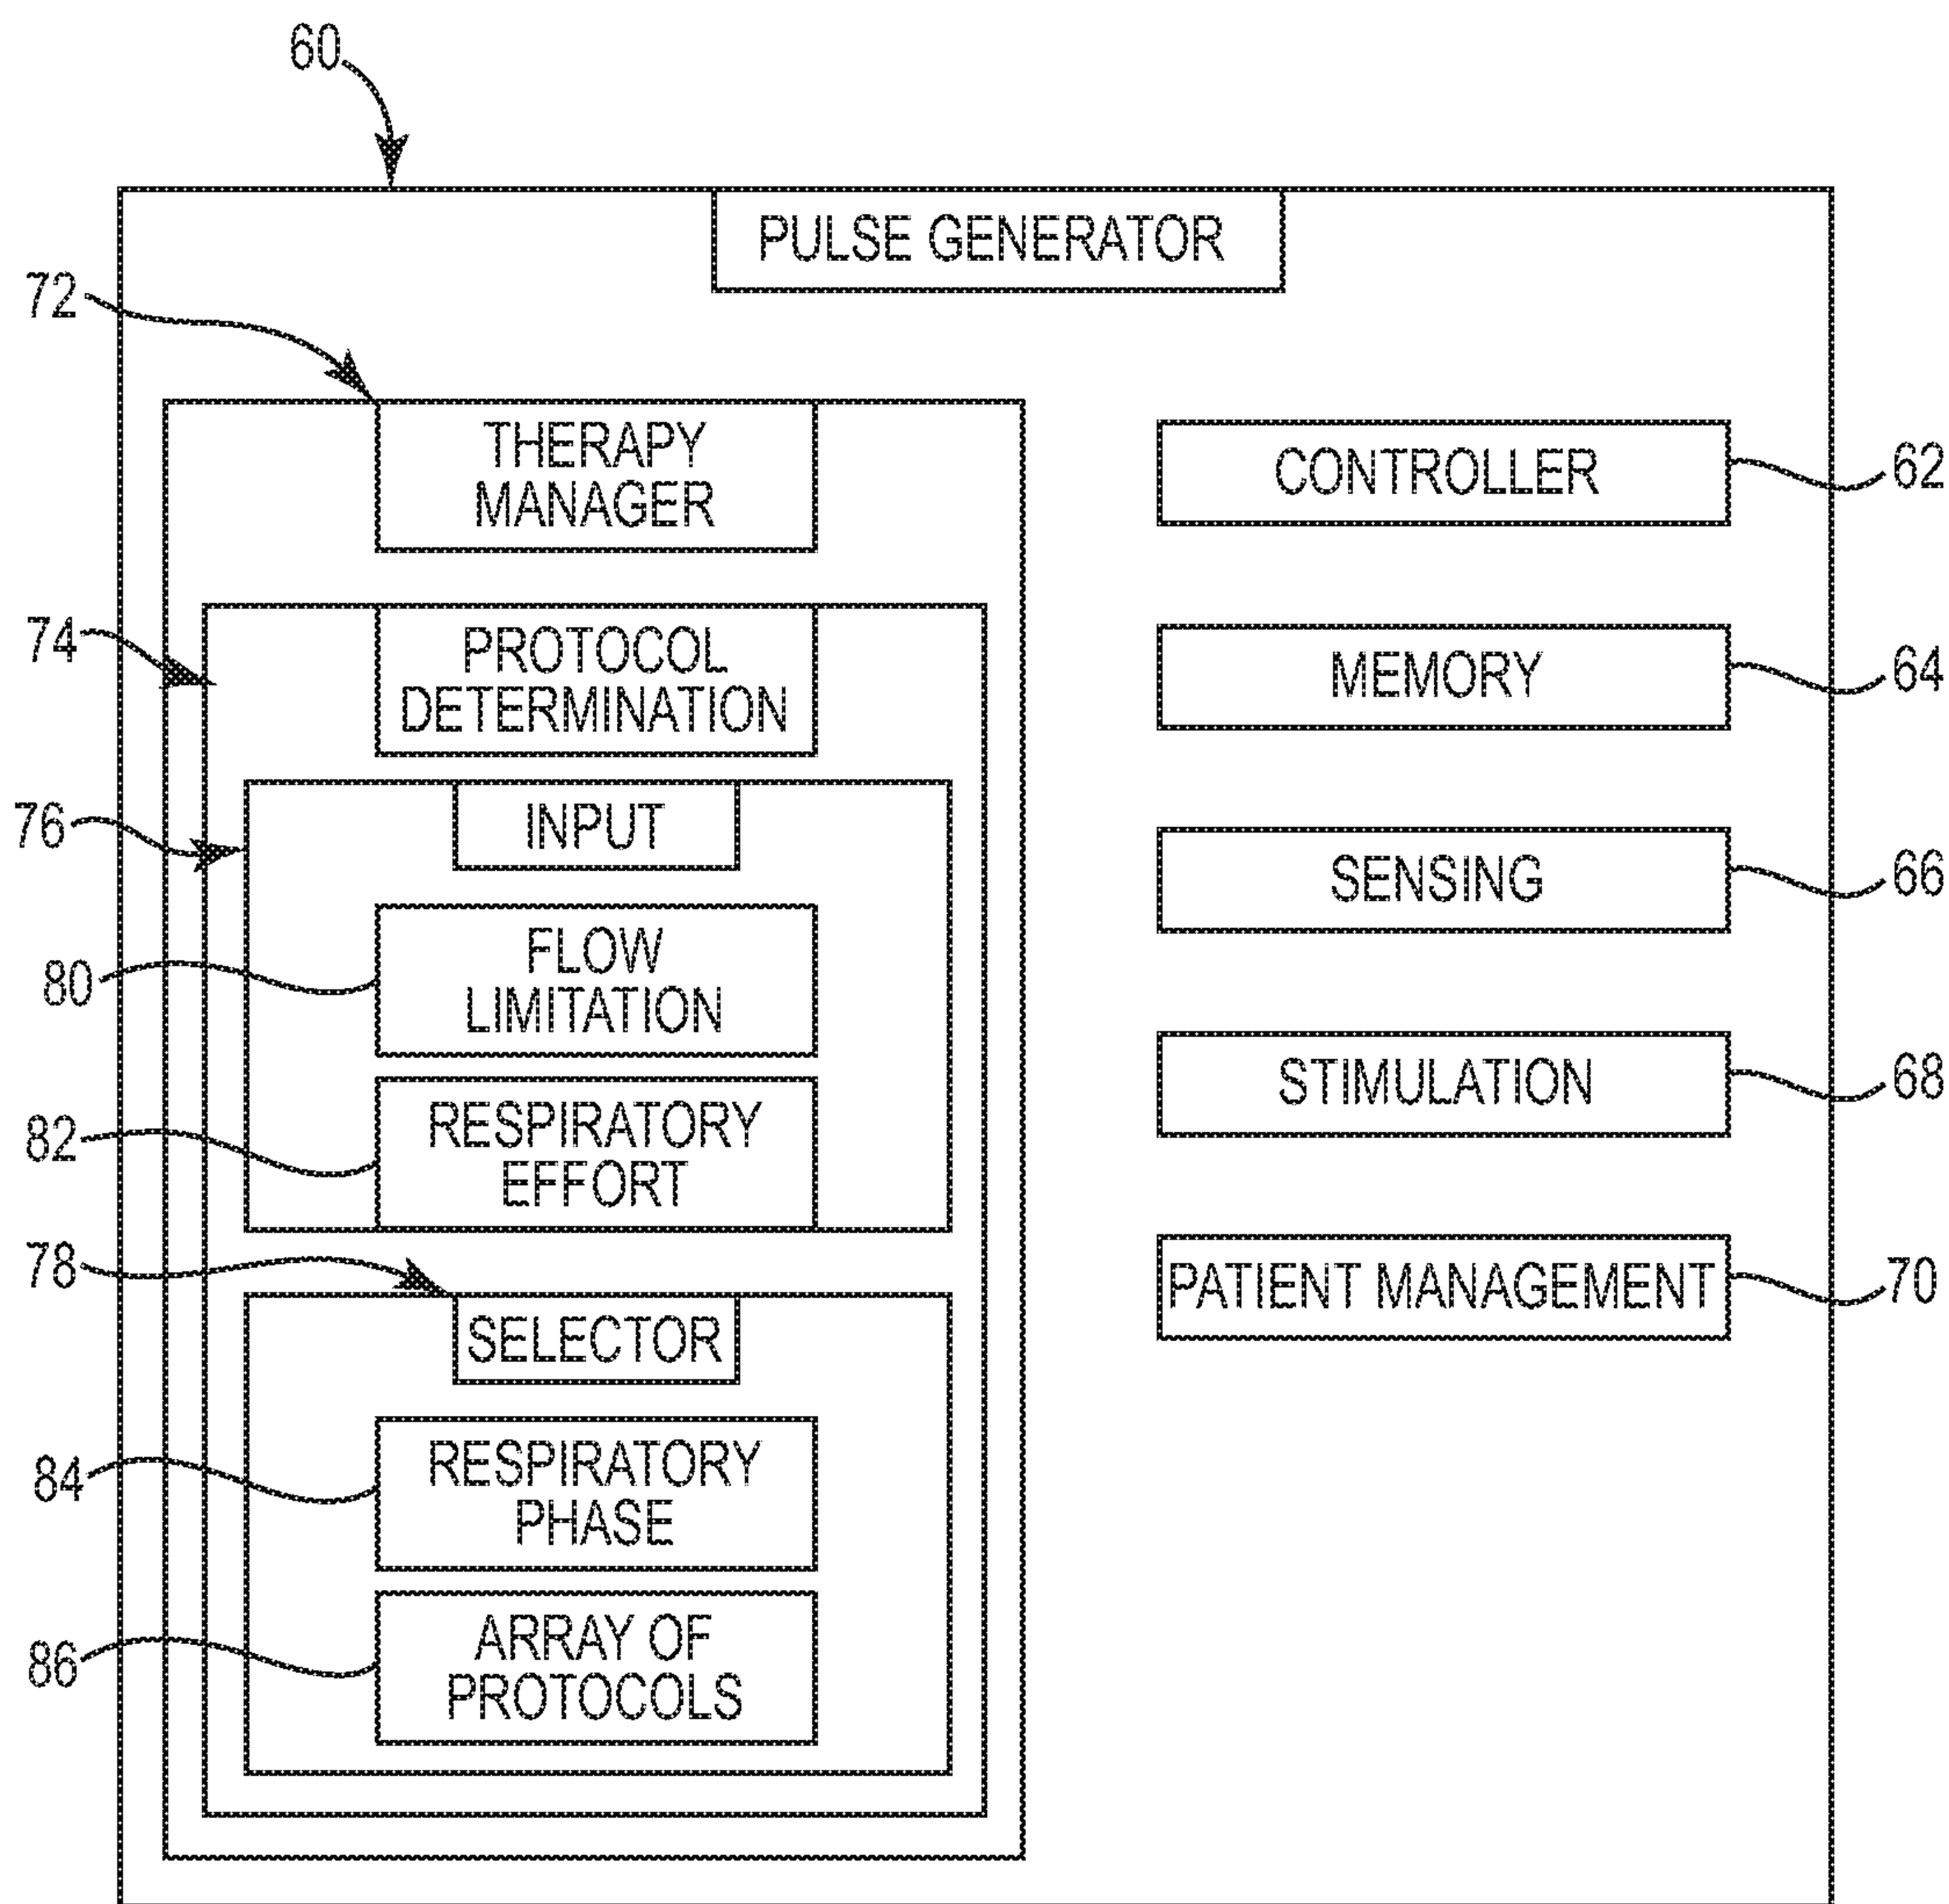 60
PULSE GENERATOR
72
THERAPY
MANAGER
CONTROLLER
62
74
PROTOCOL
DETERMINATION
MEMORY
64
76
INPUT
SENSING
66
80
FLOW
LIMITATION
STIMULATION
68
82
RESPIRATORY
EFFORT
78
SELECTOR
PATIENT MANAGEMENT
70
84
RESPIRATORY
PHASE
86
ARRAY OF
PROTOCOLS